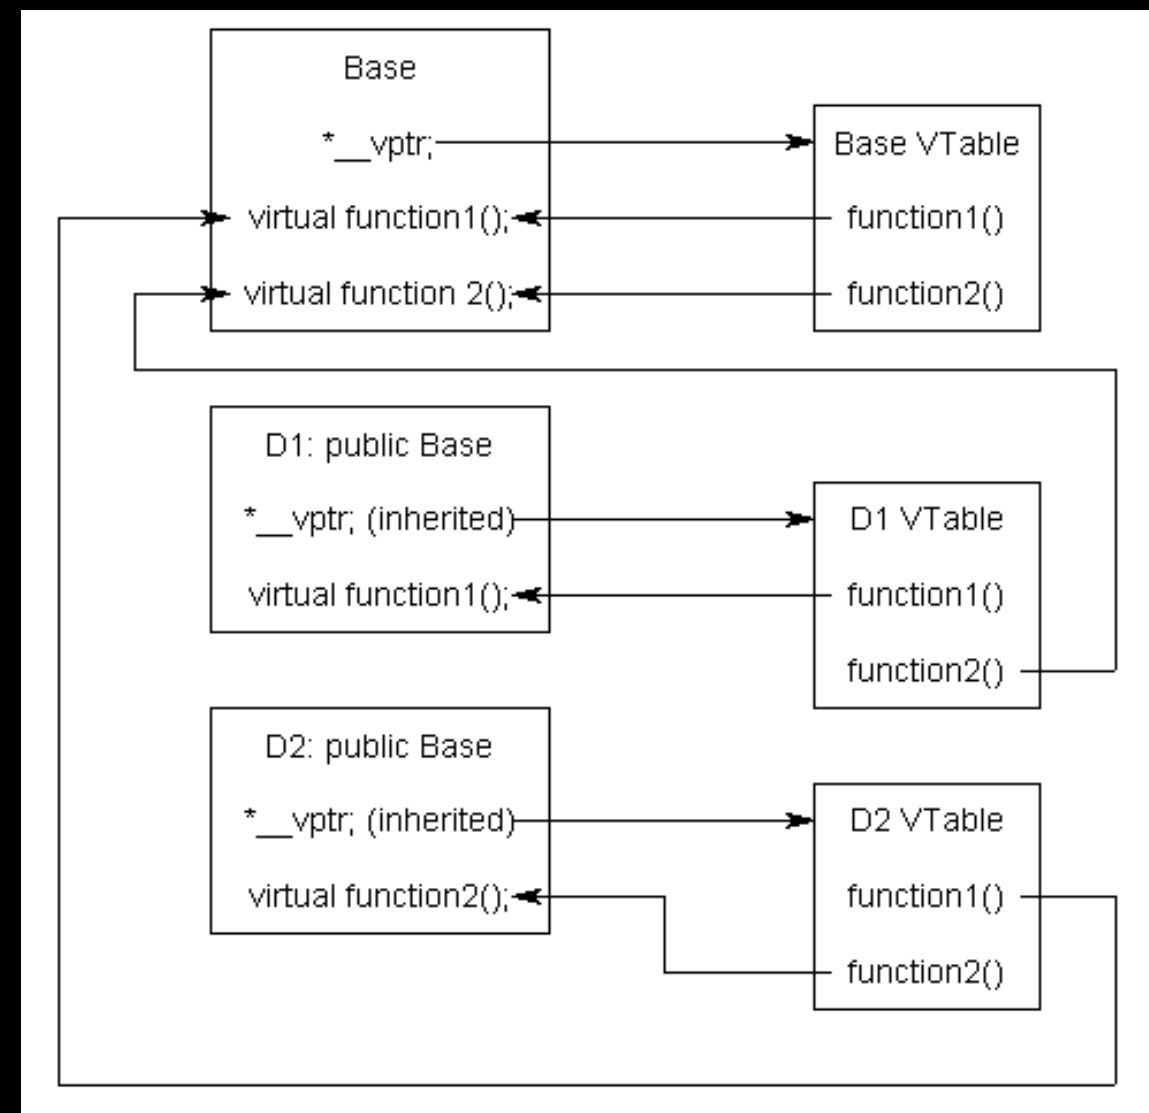 Base
*__vptr;
virtual function1();
virtual function 2();
Base VTable
function1()
function2()
D1: public Base
*__vptr; (inherited)
virtual function1();
D1 VTable
function1()
function2()
D2: public Base
*__vptr; (inherited)
virtual function2();
D2 VTable
function1()
function2()